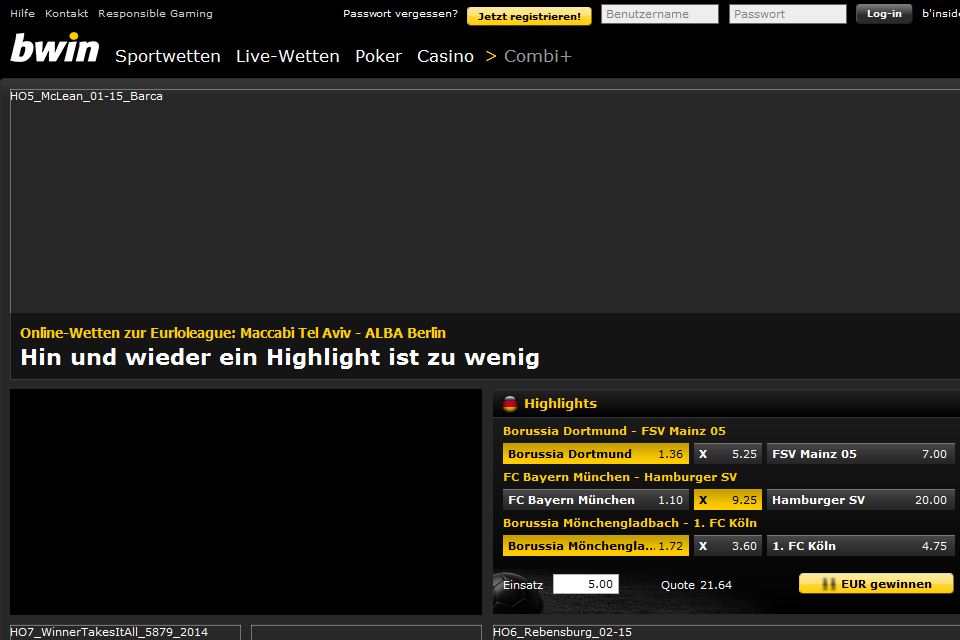 Hilfe Kontakt Responsible Gaming Passwort vergessen? Jetzt registrieren! Benutzername Passwort Log-in b'insid
bwin Sportwetten Live-Wetten Poker Casino > Combi+
HO5_McLean_01-15_Barca
Online-Wetten zur Eurloleague: Maccabi Tel Aviv - ALBA Berlin
Hin und wieder ein Highlight ist zu wenig
Highlights
Borussia Dortmund - FSV Mainz 05
Borussia Dortmund 1.36 X 5.25 FSV Mainz 05 7.00
FC Bayern München - Hamburger SV
FC Bayern München 1.10 X 9.25 Hamburger SV 20.00
Borussia Mönchengladbach - 1. FC Köln
Borussia Mönchengla... 1.72 X 3.60 1. FC Köln 4.75
Einsatz 5.00 Quote 21.64 EUR gewinnen
HO7_WinnerTakesItAll_5879_2014 HO6_Rebensburg_02-15